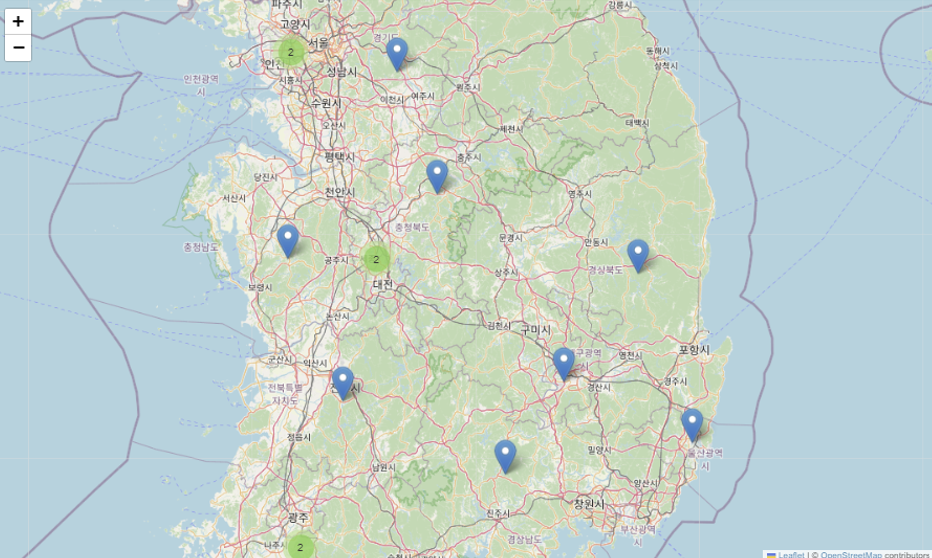 +
−
파주시
고양시
서울
경기도
강릉시
2
동해시
삼척시
인천광역
시
시흥시
성남시
수원시
이천시
여주시
원주시
오산시
제천시
태백시
평택시
충주시
당진시
천안시
서산시
영주시
충청북도
충청남도
문경시
안동시
공주시
2
경상북도
상주시
보령시
대전
논산시
김천시
구미시
포항시
군산시
익산시
영천시
경주시
경산시
전북특별
자치도
정읍시
밀양시
울산광역
시
남원시
양산시
진주시
창원시
광주
부산광역
시
나주시
2
경상남도
Leaflet | © OpenStreetMap contributors